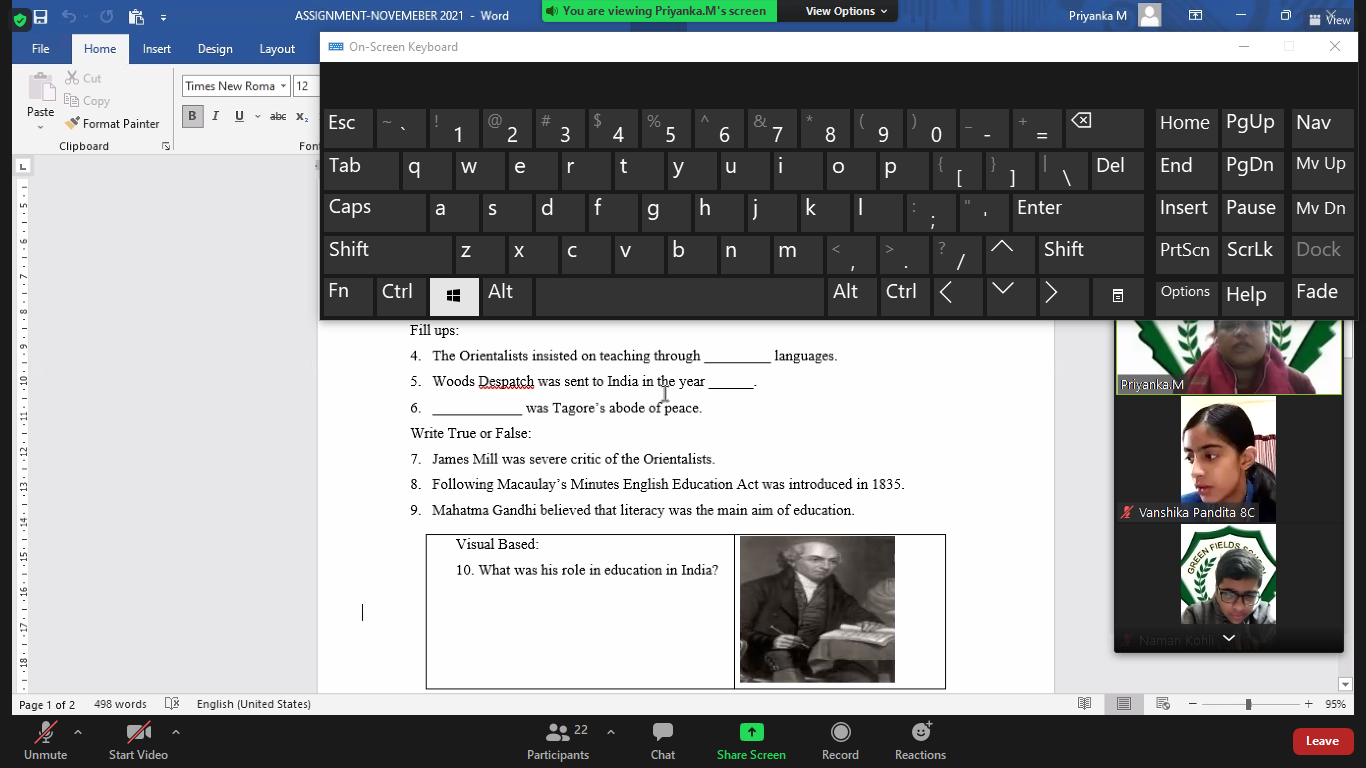 ASSIGNMENT-NOVEMEBER 2021 - Word
You are viewing Priyanka.M's screen
View Options
Priyanka M
View
File Home Insert Design Layout
On-Screen Keyboard
Paste
Cut
Copy
Format Painter
Clipboard
Times New Roma 12
B I U abc x₂
Fon
Esc ~ ` ! 1 @ 2 # 3 $ 4 % 5 ^ 6 & 7 * 8 ( 9 ) 0 _ - + = Home PgUp Nav
Tab q w e r t y u i o p { [ } ] | \ Del End PgDn Mv Up
Caps a s d f g h j k l : ; " ' Enter Insert Pause Mv Dn
Shift z x c v b n m < , > . ? / Shift PrtScn ScrLk Dock
Fn Ctrl Alt Alt Ctrl Options Help Fade
Fill ups:
4. The Orientalists insisted on teaching through _________ languages.
5. Woods Despatch was sent to India in the year ______.
6. ____________ was Tagore's abode of peace.
Write True or False:
7. James Mill was severe critic of the Orientalists.
8. Following Macaulay's Minutes English Education Act was introduced in 1835.
9. Mahatma Gandhi believed that literacy was the main aim of education.
Visual Based:
10. What was his role in education in India?
Priyanka.M
Vanshika Pandita 8C
GREEN FIELDS SCHOOL
Naman Kohli
Page 1 of 2 498 words English (United States) 95%
Unmute
Start Video
Participants 22
Chat
Share Screen
Record
Reactions
Leave